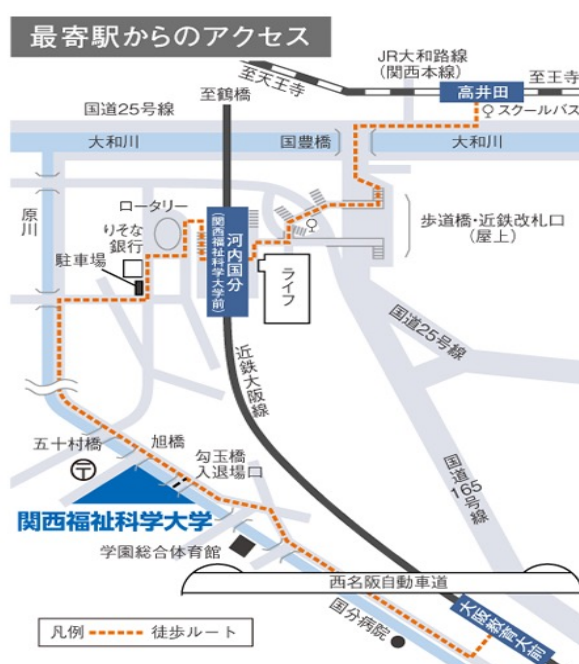 最寄駅からのアクセス
JR大和路線
(関西本線)
至天王寺
至王寺
高井田
スクールバス
至鶴橋
国道25号線
大和川
国豊橋
大和川
原川
ロータリー
りそな
銀行
駐車場
河内国分
(関西福祉科学大学前)
ライフ
歩道橋・近鉄改札口
(屋上)
国道25号線
近鉄大阪線
国道165号線
五十村橋
旭橋
勾玉橋
入退場口
関西福祉科学大学
学園総合体育館
西名阪自動車道
大阪教育大前
国分病院
凡例
徒歩ルート